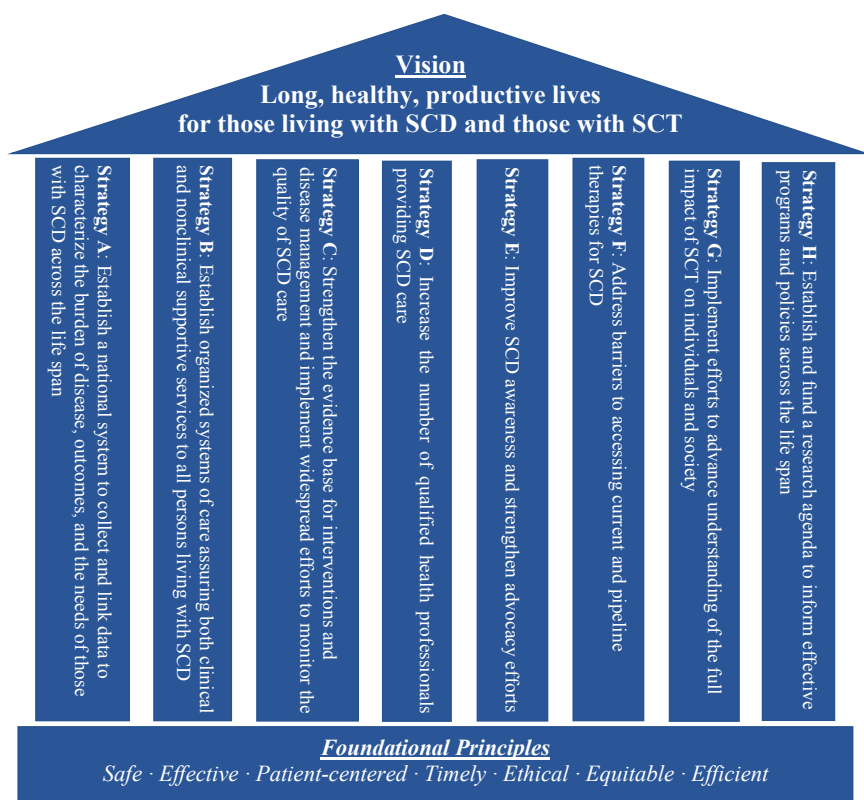 Vision
Long, healthy, productive lives
for those living with SCD and those with SCT
Strategy A: Establish a national system to collect and link data to
characterize the burden of disease, outcomes, and the needs of those
with SCD across the life span
Strategy B: Establish organized systems of care assuring both clinical
and nonclinical supportive services to all persons living with SCD
Strategy C: Strengthen the evidence base for interventions and
disease management and implement widespread efforts to monitor the
quality of SCD care
Strategy D: Increase the number of qualified health professionals
providing SCD care
Strategy E: Improve SCD awareness and strengthen advocacy efforts
Strategy F: Address barriers to accessing current and pipeline
therapies for SCD
Strategy G: Implement efforts to advance understanding of the full
impact of SCT on individuals and society
Strategy H: Establish and fund a research agenda to inform effective
programs and policies across the life span
Foundational Principles
Safe · Effective · Patient-centered · Timely · Ethical · Equitable · Efficient